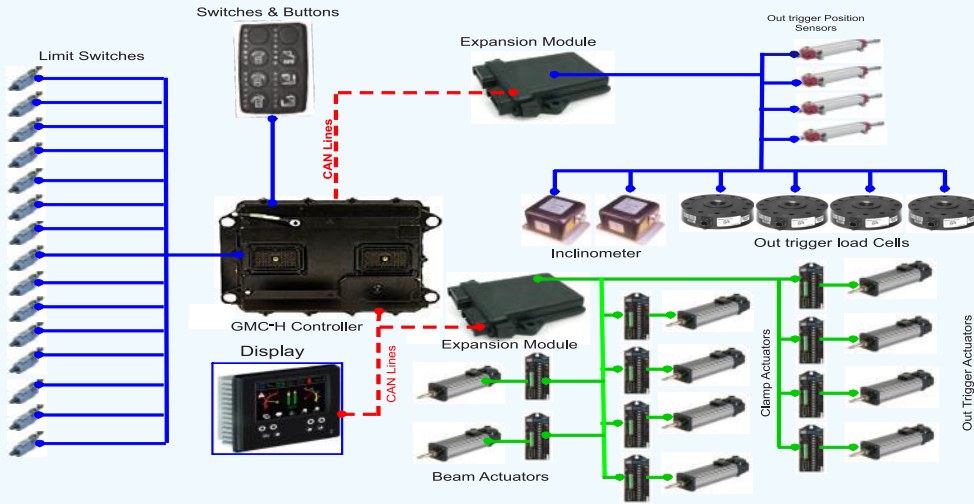 Switches & Buttons
Out trigger Position
Sensors
Expansion Module
Limit Switches
CAN Lines
Inclinometer
Out trigger load Cells
GMC-H Controller
Display
Expansion Module
CAN Lines
Clamp Actuators
Out Trigger Actuators
Beam Actuators